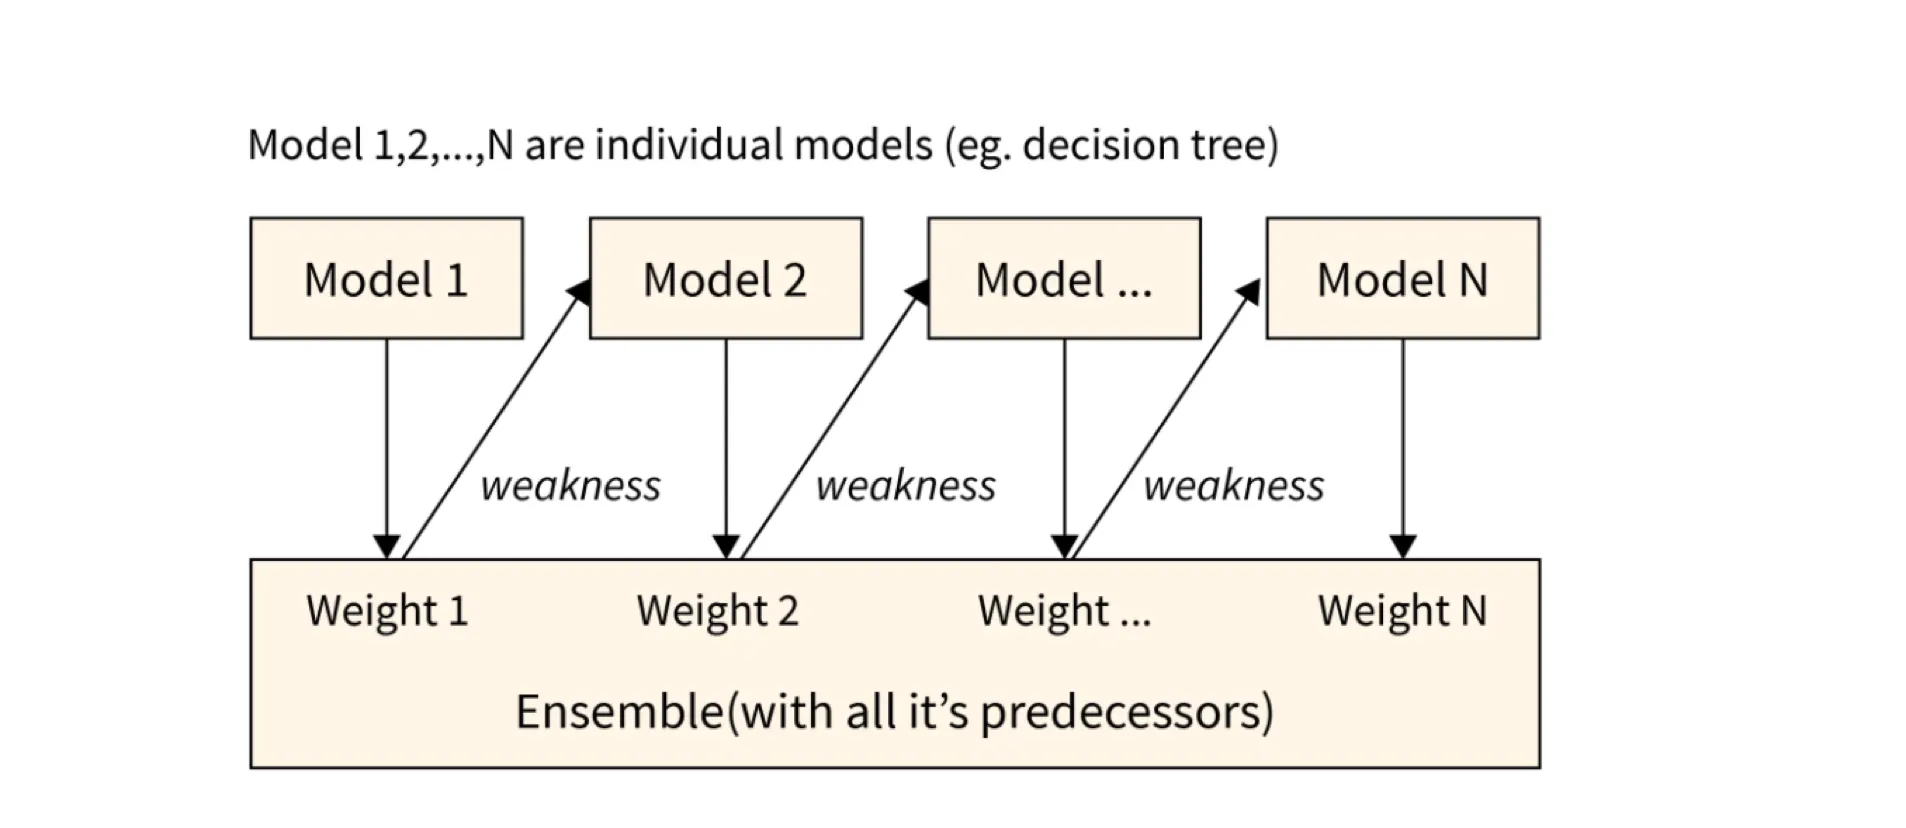 Model 1,2,...,N are individual models (eg. decision tree)
Model 1 Model 2 Model ... Model N
weakness weakness weakness
Weight 1 Weight 2 Weight ... Weight N
Ensemble(with all it’s predecessors)